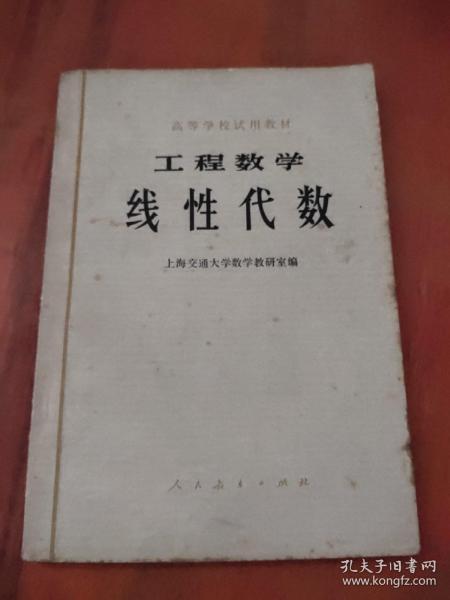 高等学校试用教材
工程数学
线性代数
上海交通大学数学教研室编
人民教育出版社
孔夫子旧书网
www.kongfz.com